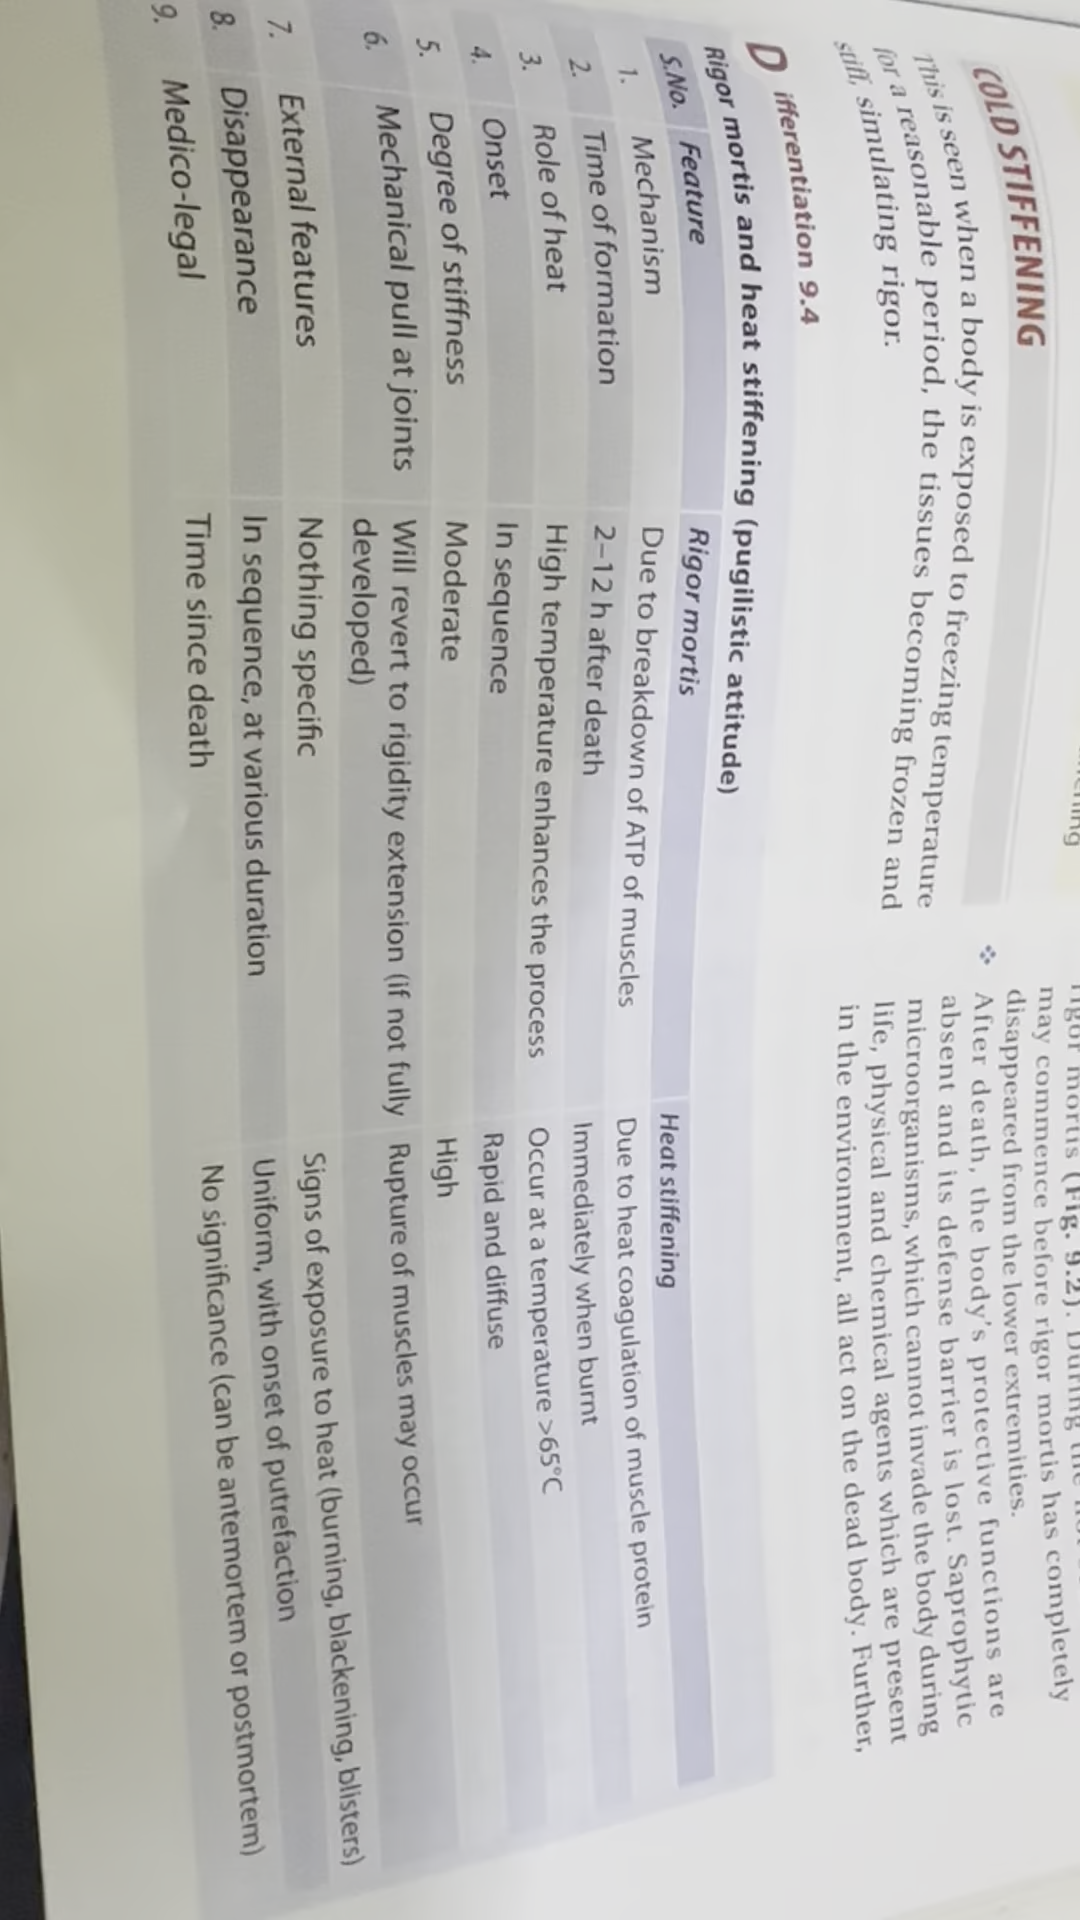 COLD STIFFENING
This is seen when a body is exposed to freezing temperature
for a reasonable period, the tissues becoming frozen and
stiff, simulating rigor.
rigor mortis (Fig. 9.2). During the
may commence before rigor mortis has completely
disappeared from the lower extremities.
❖ After death, the body's protective functions are
absent and its defense barrier is lost. Saprophytic
microorganisms, which cannot invade the body during
life, physical and chemical agents which are present
in the environment, all act on the dead body. Further,
Differentiation 9.4
Rigor mortis and heat stiffening (pugilistic attitude)
S.No. Feature Rigor mortis Heat stiffening
1. Mechanism Due to breakdown of ATP of muscles Due to heat coagulation of muscle protein
2. Time of formation 2–12 h after death Immediately when burnt
3. Role of heat High temperature enhances the process Occur at a temperature >65°C
4. Onset In sequence Rapid and diffuse
5. Degree of stiffness Moderate High
6. Mechanical pull at joints Will revert to rigidity extension (if not fully Rupture of muscles may occur
developed)
7. External features Nothing specific Signs of exposure to heat (burning, blackening, blisters)
8. Disappearance In sequence, at various duration Uniform, with onset of putrefaction
9. Medico-legal Time since death No significance (can be antemortem or postmortem)